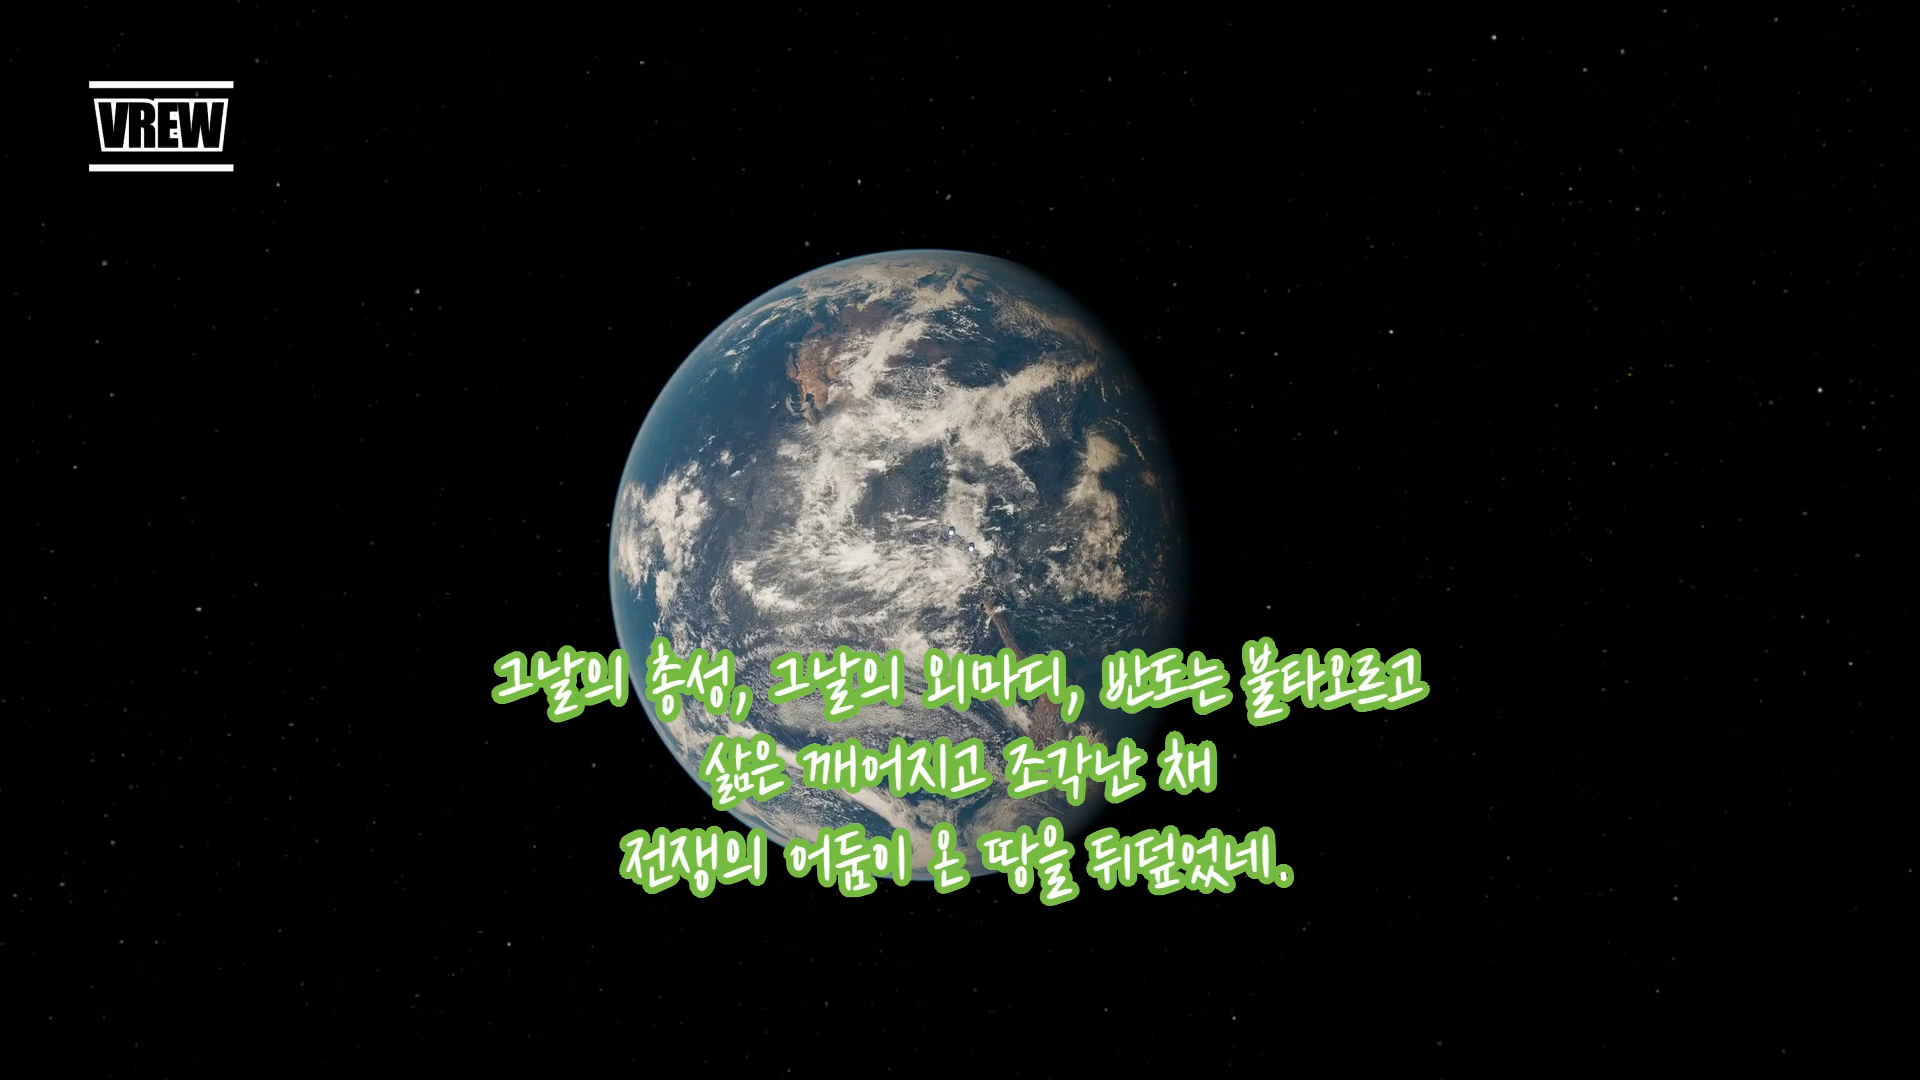 VREW
그날의 총성, 그날의 외마디, 반도는 불타오르고
삶은 깨어지고 조각난 채
전쟁의 어둠이 온 땅을 뒤덮었네.